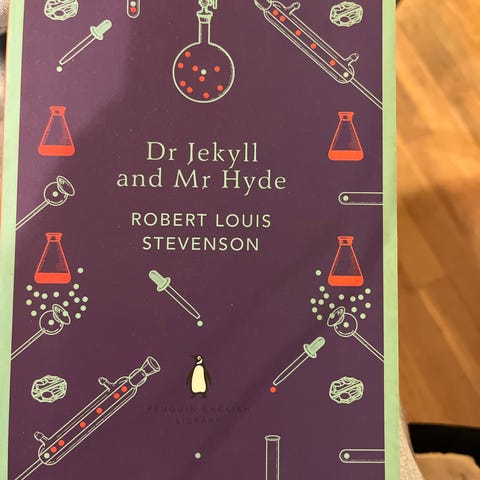 Dr Jekyll
and Mr Hyde
ROBERT LOUIS
STEVENSON
PENGUIN ENGLISH
LIBRARY